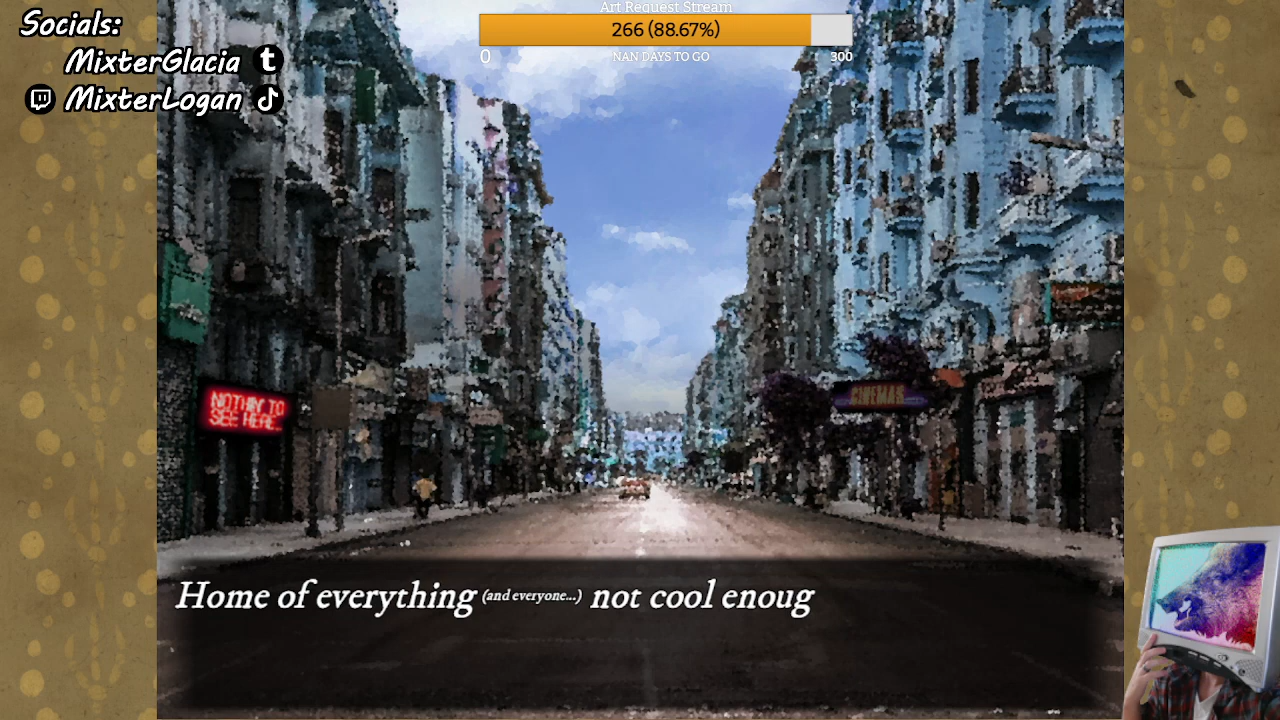 Socials:
MixterGlacia
MixterLogan
Art Request Stream
266 (88.67%)
0 NAN DAYS TO GO 300
NOTHIN TO
SEE HERE.
CINEMAS
Home of everything (and everyone...) not cool enoug